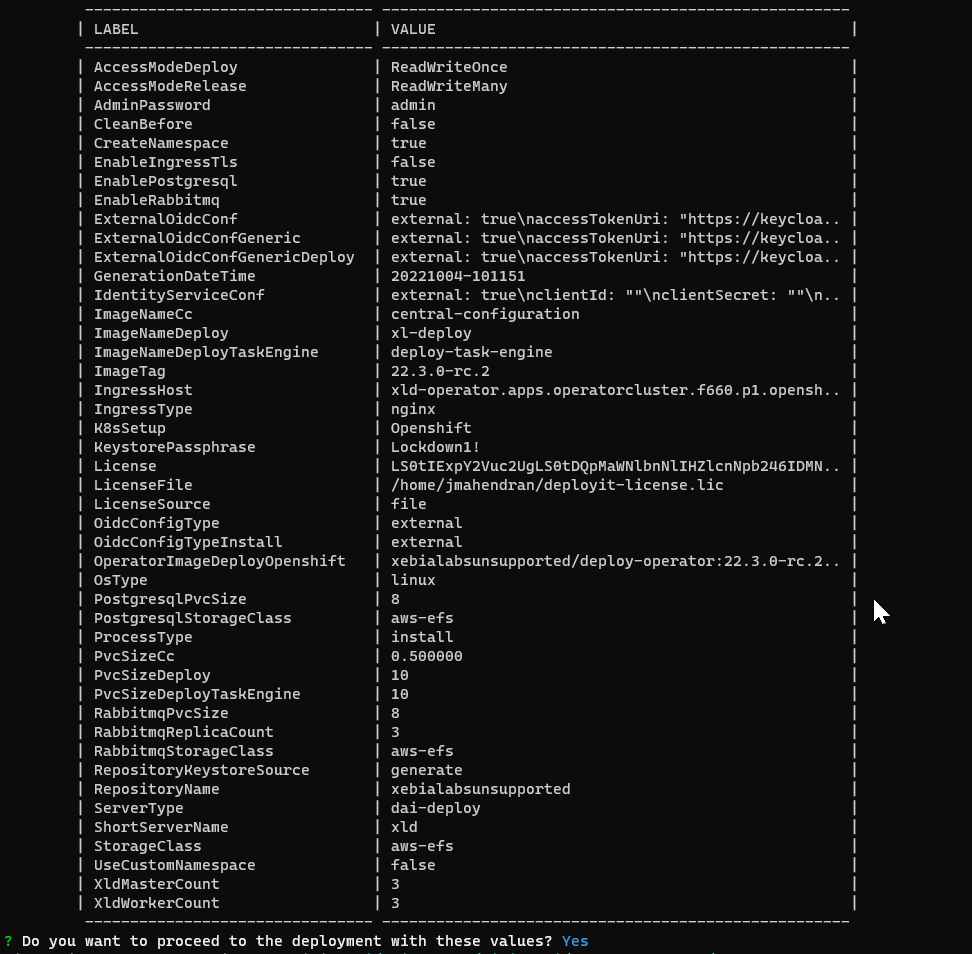 LABEL | VALUE
AccessModeDeploy | ReadWriteOnce
AccessModeRelease | ReadWriteMany
AdminPassword | admin
CleanBefore | false
CreateNamespace | true
EnableIngressTls | false
EnablePostgresql | true
EnableRabbitmq | true
ExternalOidcConf | external: true\naccessTokenUri: "https://keycloa..
ExternalOidcConfGeneric | external: true\naccessTokenUri: "https://keycloa..
ExternalOidcConfGenericDeploy | external: true\naccessTokenUri: "https://keycloa..
GenerationDateTime | 20221004-101151
IdentityServiceConf | external: true\nclientId: ""\nclientSecret: ""\n..
ImageNameCc | central-configuration
ImageNameDeploy | xl-deploy
ImageNameDeployTaskEngine | deploy-task-engine
ImageTag | 22.3.0-rc.2
IngressHost | xld-operator.apps.operatorcluster.f660.p1.opensh..
IngressType | nginx
K8sSetup | Openshift
KeystorePassphrase | Lockdown1!
License | LS0tIExpY2Vuc2UgLS0tDQpMaWNlbnNlIHZlcnNpb246IDMN..
LicenseFile | /home/jmahendran/deployit-license.lic
LicenseSource | file
OidcConfigType | external
OidcConfigTypeInstall | external
OperatorImageDeployOpenshift | xebialabsunsupported/deploy-operator:22.3.0-rc.2..
OsType | linux
PostgresqlPvcSize | 8
PostgresqlStorageClass | aws-efs
ProcessType | install
PvcSizeCc | 0.500000
PvcSizeDeploy | 10
PvcSizeDeployTaskEngine | 10
RabbitmqPvcSize | 8
RabbitmqReplicaCount | 3
RabbitmqStorageClass | aws-efs
RepositoryKeystoreSource | generate
RepositoryName | xebialabsunsupported
ServerType | dai-deploy
ShortServerName | xld
StorageClass | aws-efs
UseCustomNamespace | false
XldMasterCount | 3
XldWorkerCount | 3
? Do you want to proceed to the deployment with these values? Yes